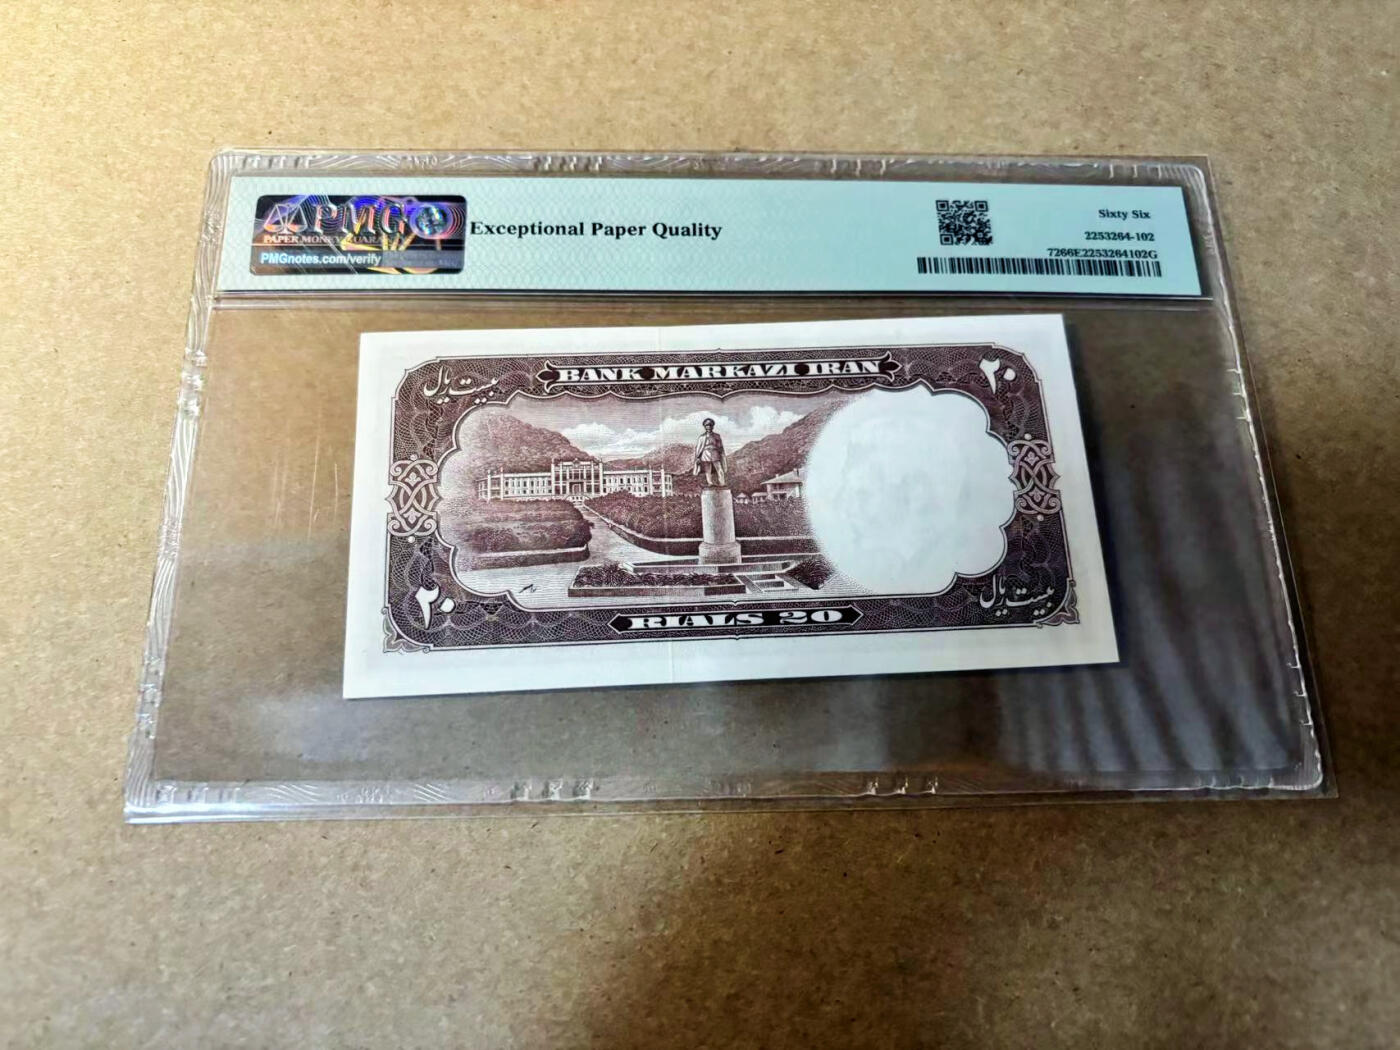 PMG
PAPER MONEY GUARANTY
PMGnotes.com/verify
Exceptional Paper Quality
Sixty Six
2253264-102
7266E2253264102G
BANK MARKAZI IRAN
بیست ریال
۲۰
۲۰
RIALS 20
بیست ریال